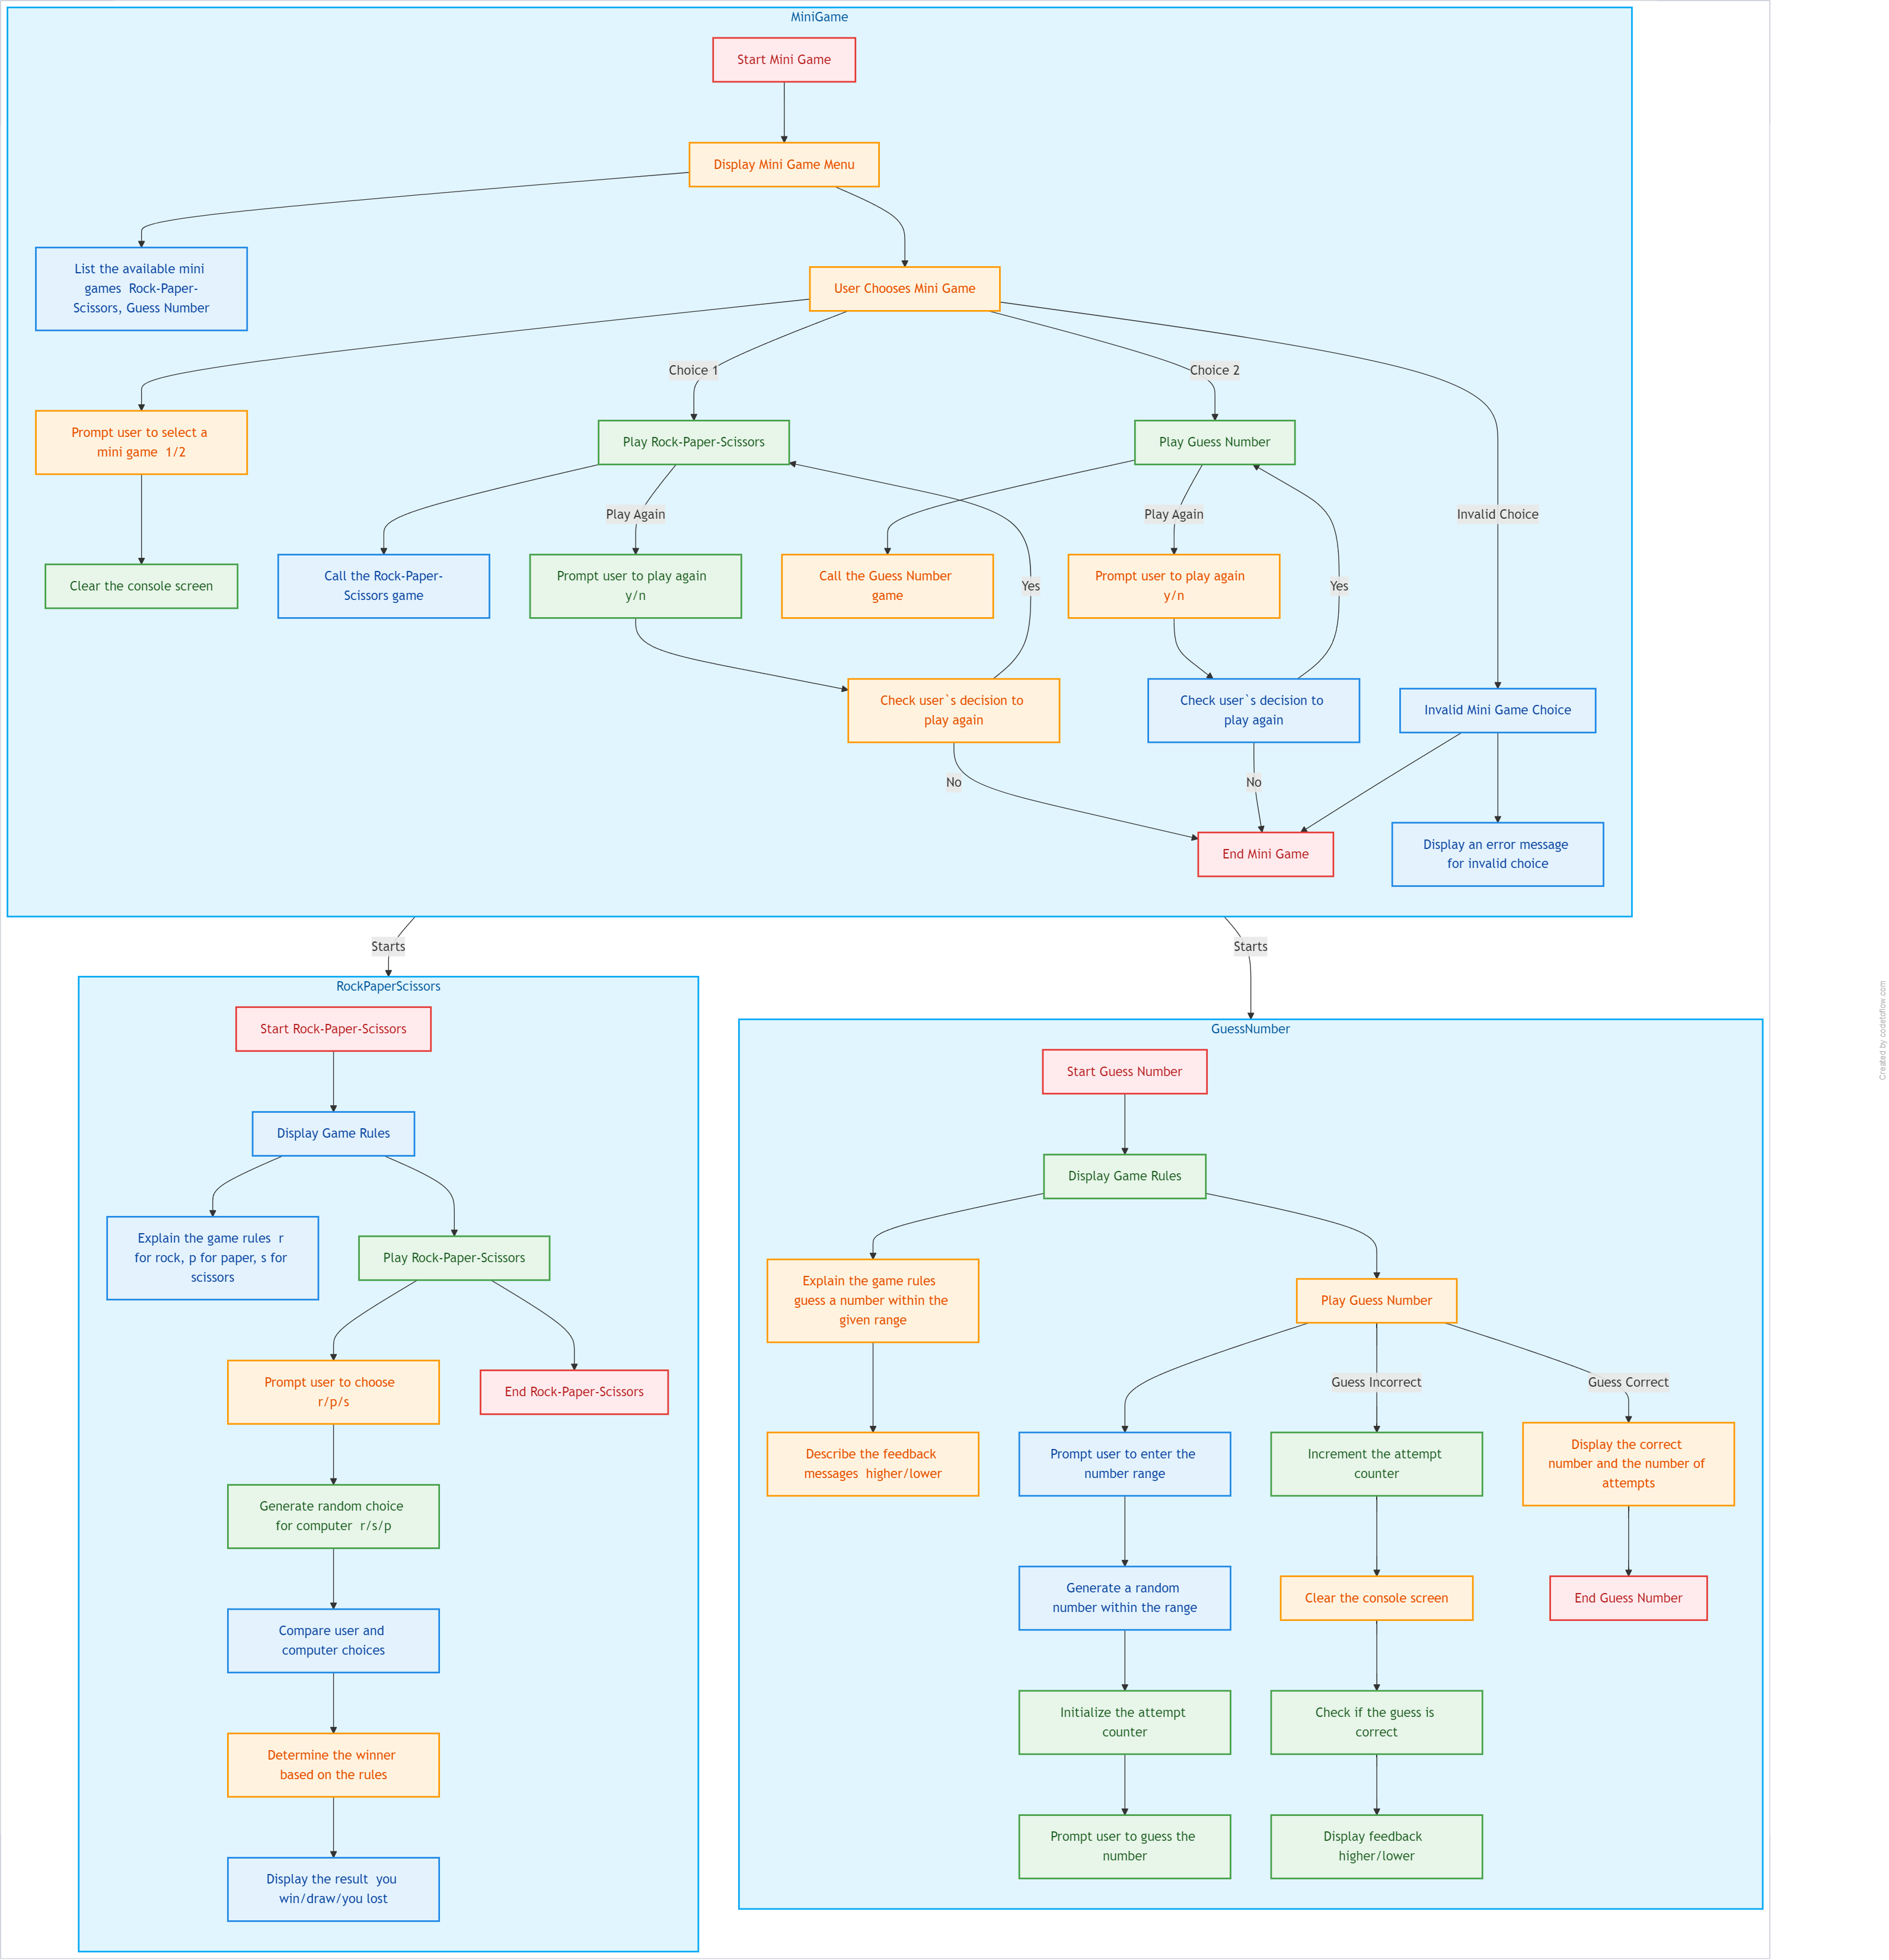 MiniGame
Start Mini Game
Display Mini Game Menu
List the available mini
games  Rock-Paper-
Scissors, Guess Number
User Chooses Mini Game
Choice 1
Choice 2
Prompt user to select a
mini game  1/2
Play Rock-Paper-Scissors
Play Guess Number
Play Again
Play Again
Invalid Choice
Clear the console screen
Call the Rock-Paper-
Scissors game
Prompt user to play again
y/n
Call the Guess Number
game
Yes
Prompt user to play again
y/n
Yes
Check user`s decision to
play again
Check user`s decision to
play again
Invalid Mini Game Choice
No
No
End Mini Game
Display an error message
for invalid choice
Starts
Starts
RockPaperScissors
Start Rock-Paper-Scissors
Display Game Rules
Explain the game rules  r
for rock, p for paper, s for
scissors
Play Rock-Paper-Scissors
Prompt user to choose
r/p/s
End Rock-Paper-Scissors
Generate random choice
for computer  r/s/p
Compare user and
computer choices
Determine the winner
based on the rules
Display the result  you
win/draw/you lost
GuessNumber
Start Guess Number
Display Game Rules
Explain the game rules
guess a number within the
given range
Play Guess Number
Guess Incorrect
Guess Correct
Describe the feedback
messages  higher/lower
Prompt user to enter the
number range
Increment the attempt
counter
Display the correct
number and the number of
attempts
Generate a random
number within the range
Clear the console screen
End Guess Number
Initialize the attempt
counter
Check if the guess is
correct
Prompt user to guess the
number
Display feedback
higher/lower
Created by codetoflow.com